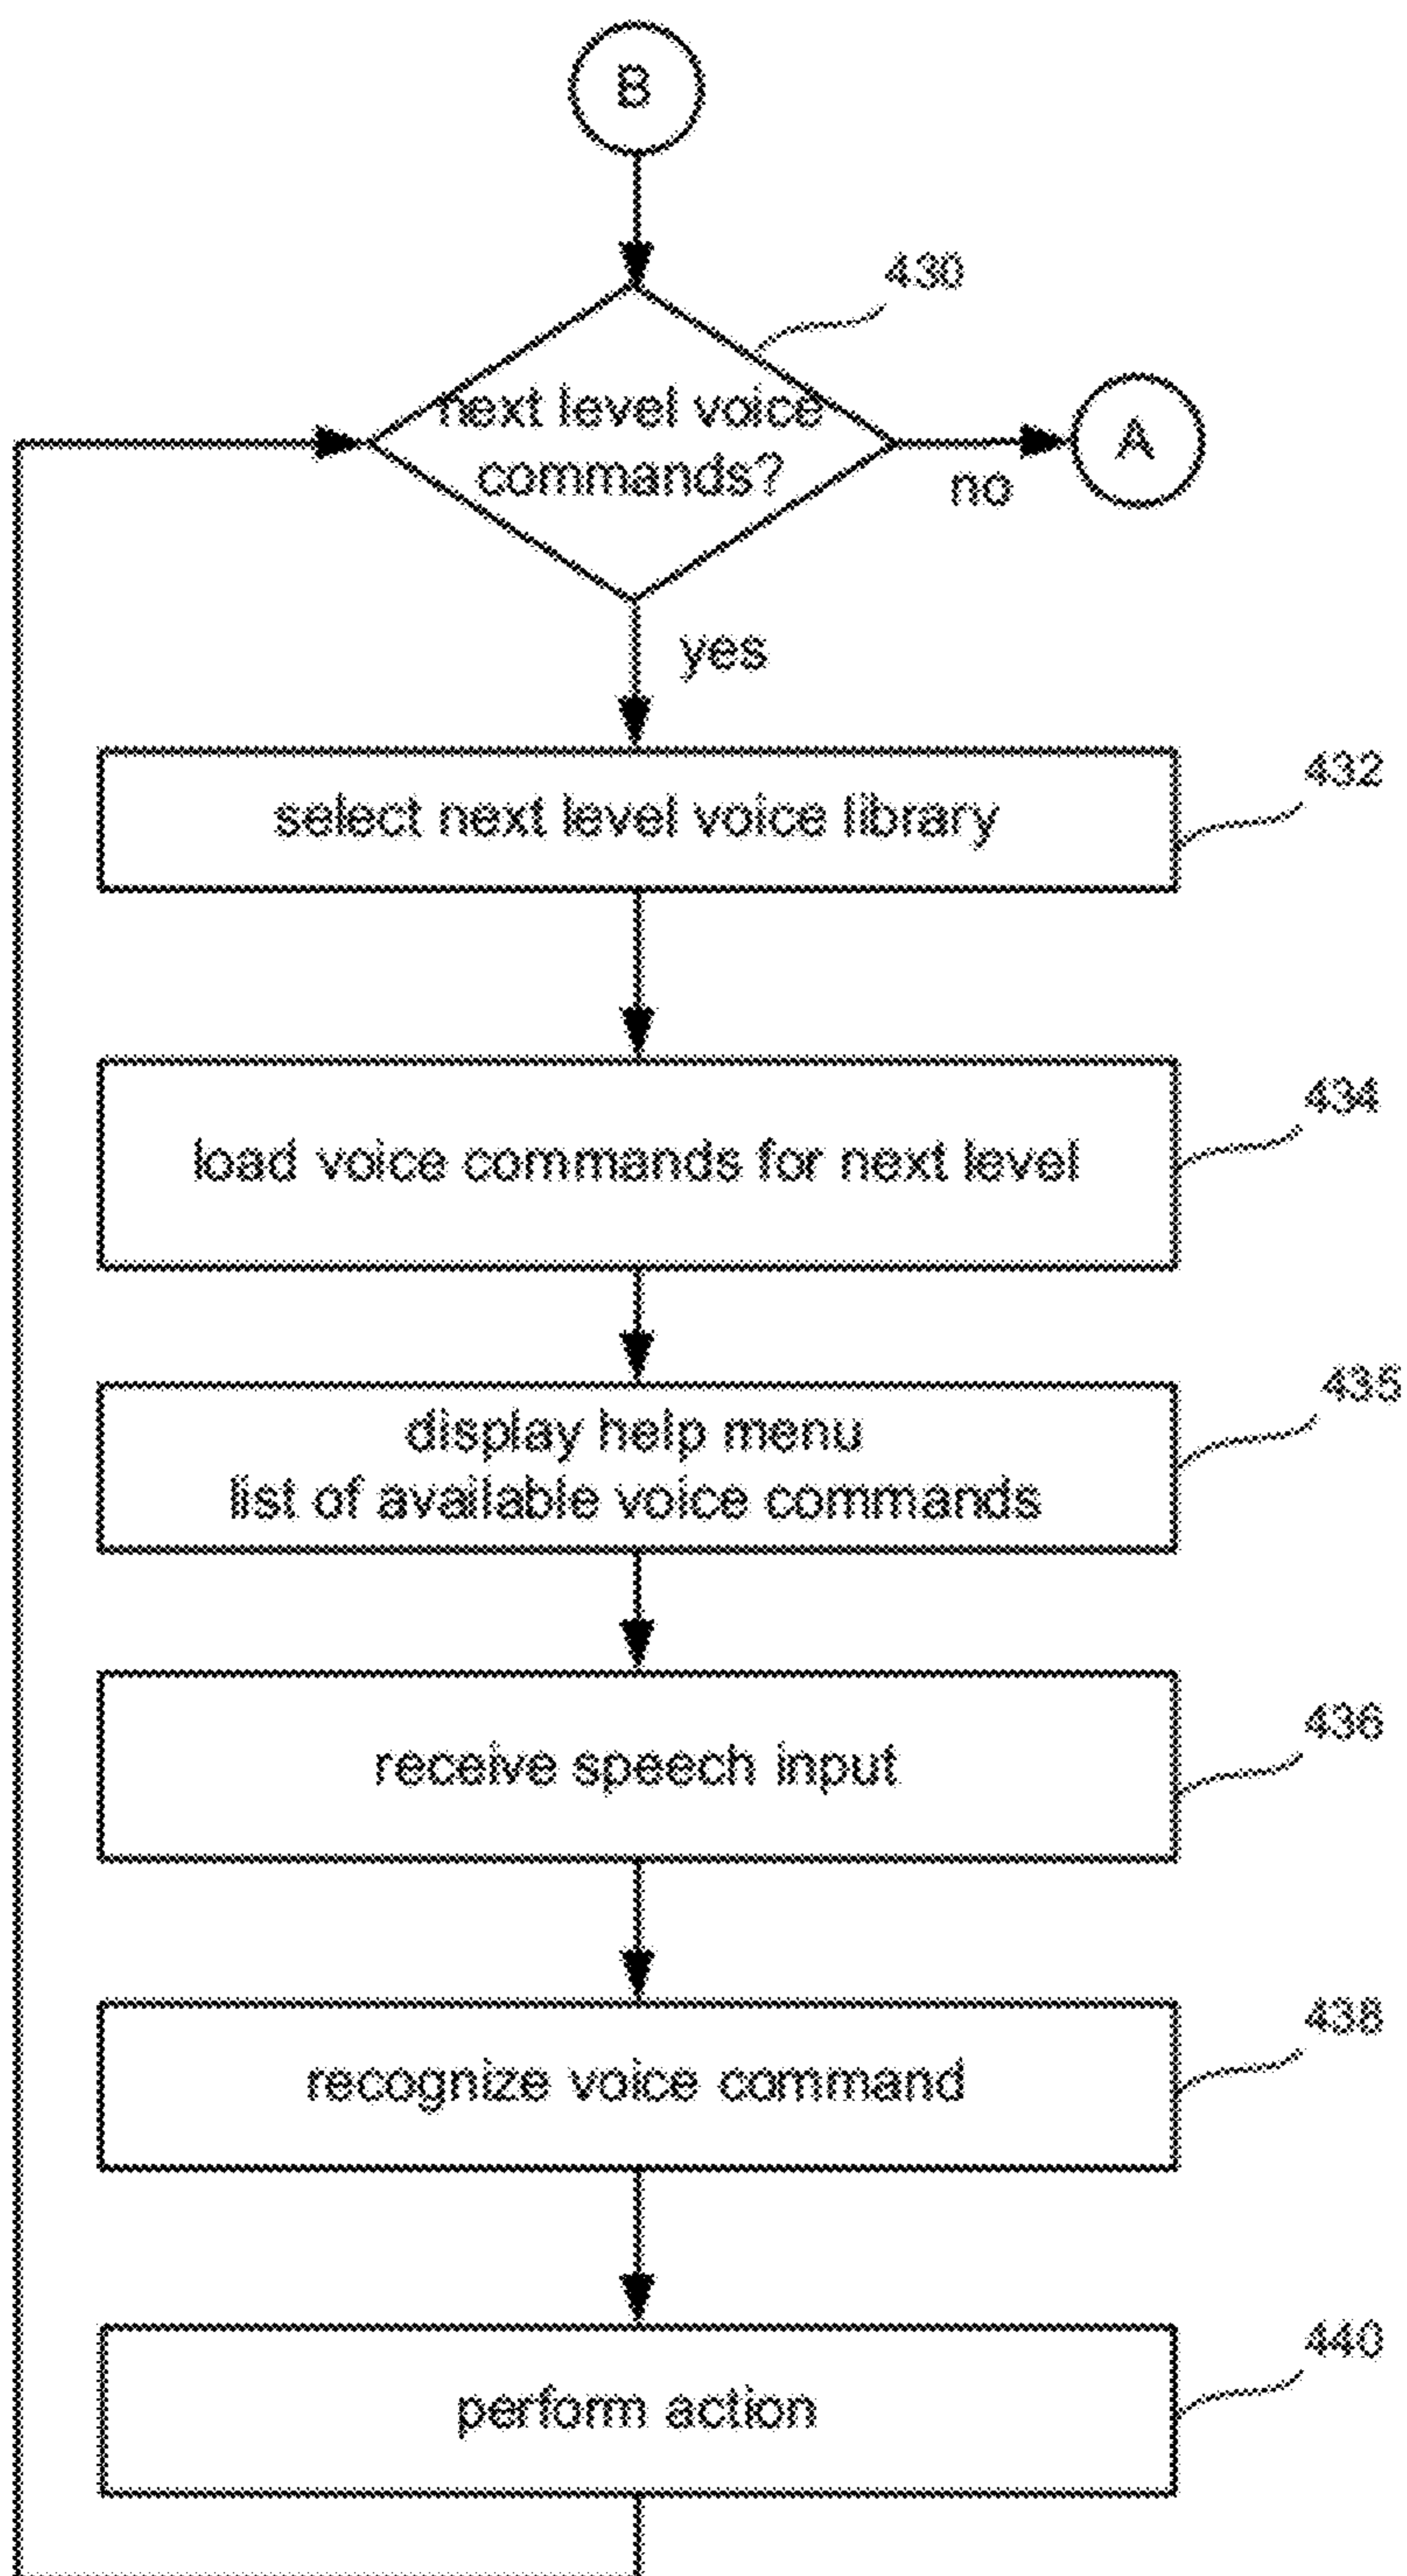 B
430
next level voice
commands?
A
no
yes
432
select next level voice library
434
load voice commands for next level
435
display help menu
list of available voice commands
436
receive speech input
438
recognize voice command
440
perform action